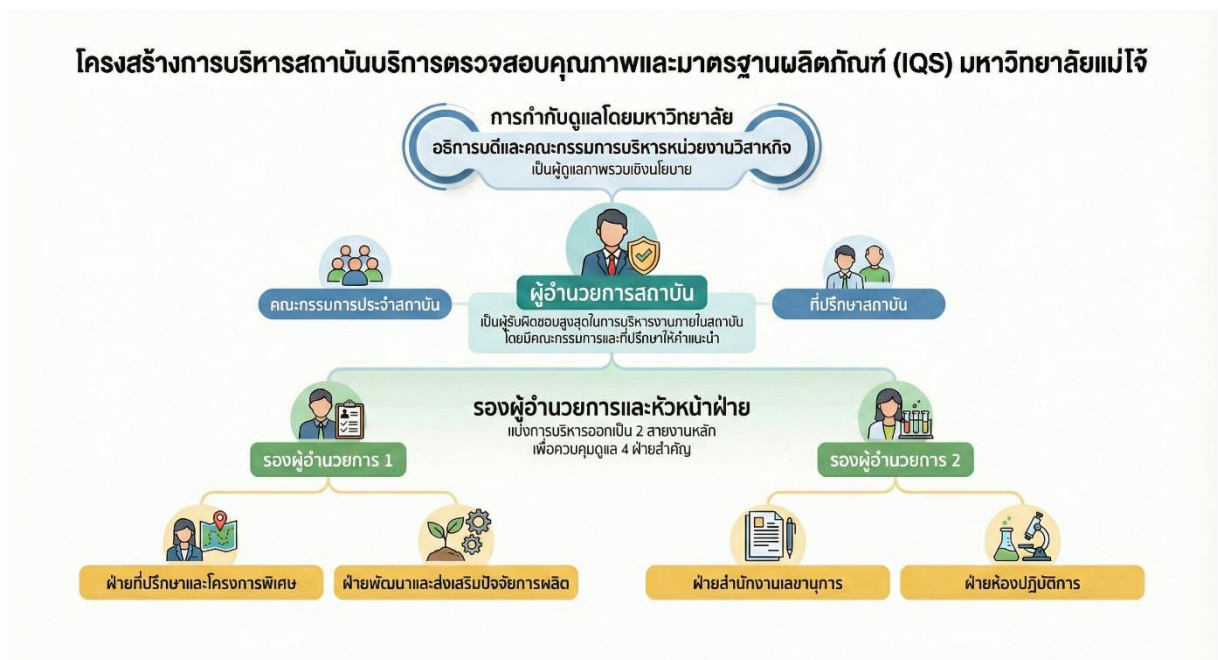 โครงสร้างการบริหารสถาบันบริการตรวจสอบคุณภาพและมาตรฐานผลิตภัณฑ์ (IQS) มหาวิทยาลัยแม่โจ้
การกำกับดูแลโดยมหาวิทยาลัย
อธิการบดีและคณะกรรมการบริหารหน่วยงานวิสาหกิจ
เป็นผู้ดูแลภาพรวมเชิงนโยบาย
คณะกรรมการประจำสถาบัน
ผู้อำนวยการสถาบัน
ที่ปรึกษาสถาบัน
เป็นผู้รับผิดชอบสูงสุดในการบริหารงานภายในสถาบัน
โดยมีคณะกรรมการและที่ปรึกษาให้คำแนะนำ
รองผู้อำนวยการและหัวหน้าฝ่าย
แบ่งการบริหารออกเป็น 2 สายงานหลัก
เพื่อควบคุมดูแล 4 ฝ่ายสำคัญ
รองผู้อำนวยการ 1
รองผู้อำนวยการ 2
ฝ่ายที่ปรึกษาและโครงการพิเศษ
ฝ่ายพัฒนาและส่งเสริมปัจจัยการผลิต
ฝ่ายสำนักงานเลขานุการ
ฝ่ายห้องปฏิบัติการ